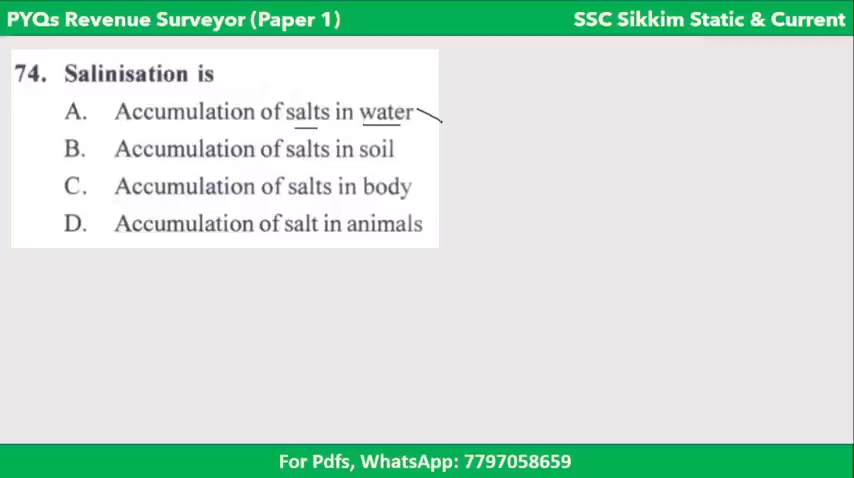 PYQs Revenue Surveyor (Paper 1) SSC Sikkim Static & Current
74. Salinisation is
A. Accumulation of salts in water
B. Accumulation of salts in soil
C. Accumulation of salts in body
D. Accumulation of salt in animals
For Pdfs, WhatsApp: 7797058659